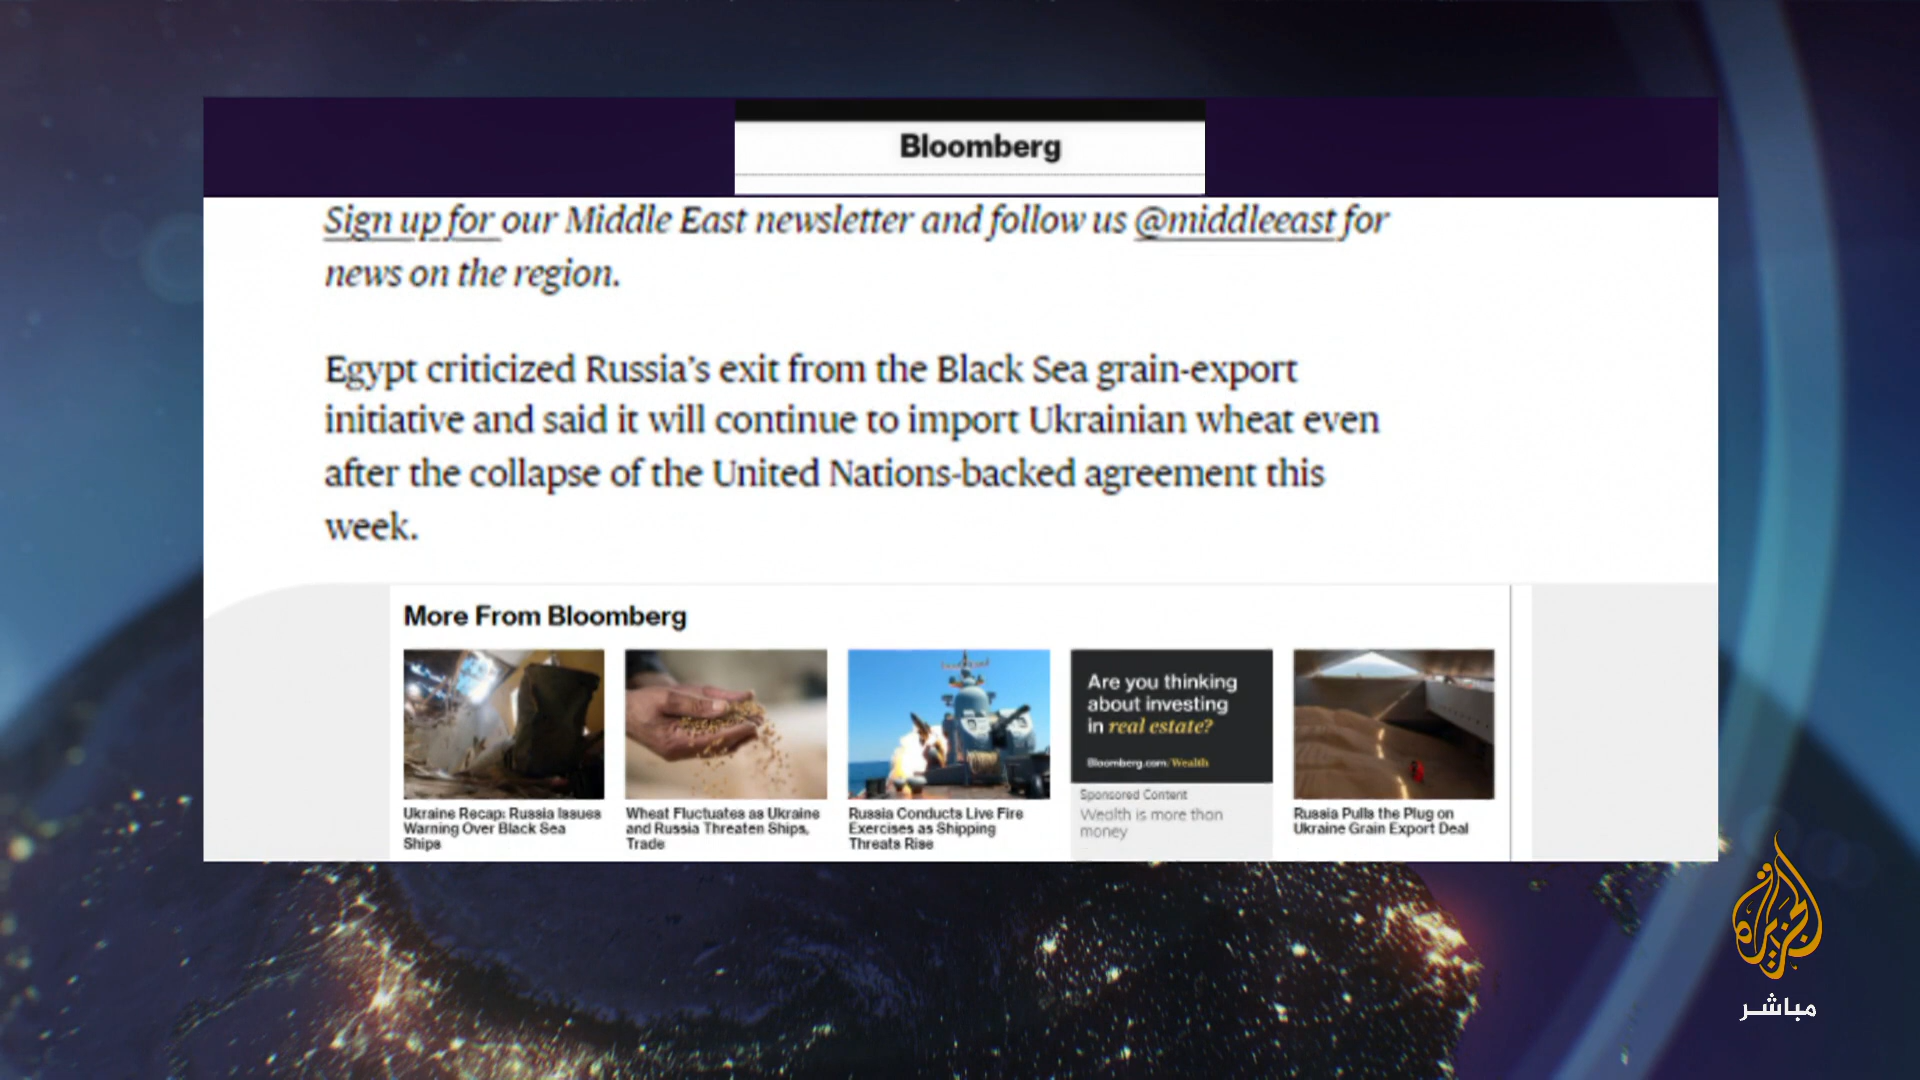 Bloomberg
Sign up for our Middle East newsletter and follow us @middleeast for
news on the region.
Egypt criticized Russia's exit from the Black Sea grain-export
initiative and said it will continue to import Ukrainian wheat even
after the collapse of the United Nations-backed agreement this
week.
More From Bloomberg
Ukraine Recap: Russia Issues
Warning Over Black Sea
Ships
Wheat Fluctuates as Ukraine
and Russia Threaten Ships,
Trade
Russia Conducts Live Fire
Exercises as Shipping
Threats Rise
Are you thinking
about investing
in real estate?
Bloomberg.com/Wealth
Sponsored Content
Wealth is more than
money
Russia Pulls the Plug on
Ukraine Grain Export Deal
الجزيرة
مباشر